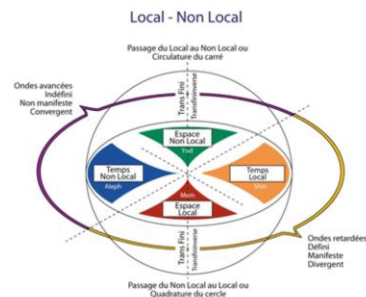 Local - Non Local
Passage du Local au Non Local ou
Circulature du carré
Ondes avancées
Indéfini
Non manifeste
Convergent
Trans Fini
Transfiniverse
Espace
Non Local
Yod
Temps
Non Local
Aleph
Temps
Local
Shin
Mem
Espace
Local
Trans Fini
Transfiniverse
Ondes retardées
Défini
Manifeste
Divergent
Passage du Non Local au Local ou
Quadrature du cercle